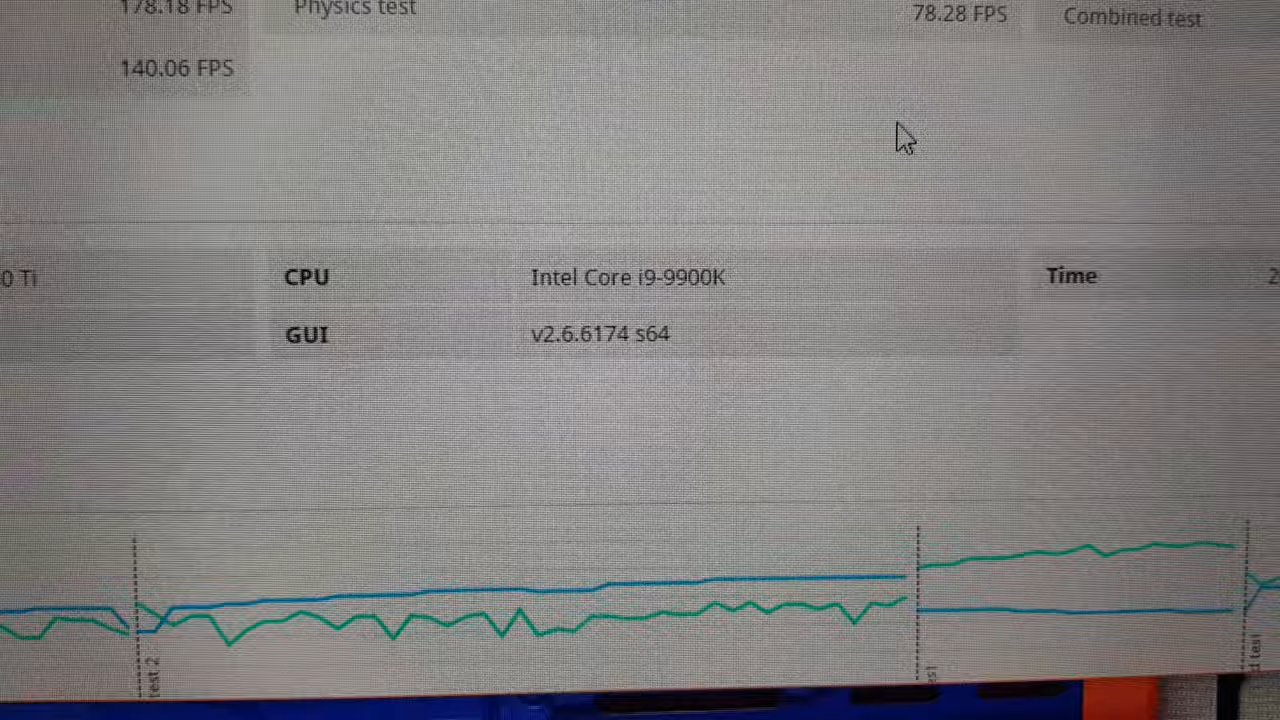 178.18 FPS Physics test 78.28 FPS Combined test
140.06 FPS
0 Ti CPU Intel Core i9-9900K Time 2
GUI v2.6.6174 s64
test 2